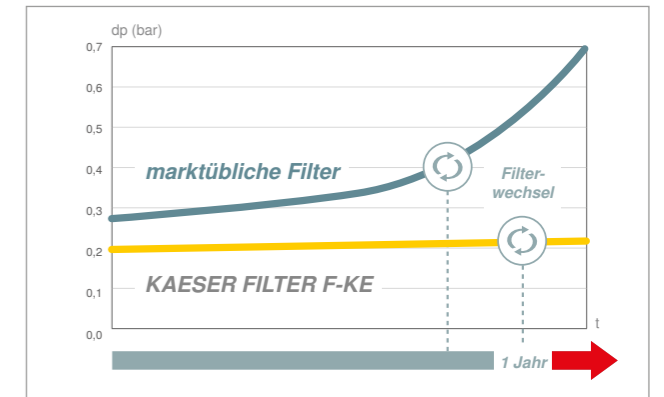 dp (bar)
0,7
0,6
0,5
0,4
0,3
0,2
0,1
0,0
marktübliche Filter
Filter-
wechsel
KAESER FILTER F-KE
t
1 Jahr